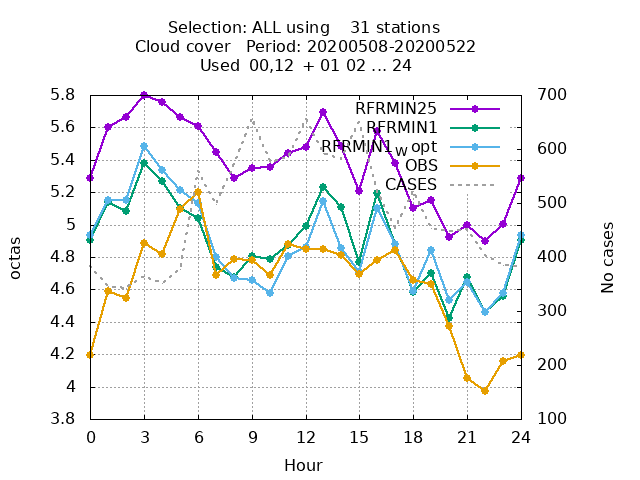 Selection: ALL using    31 stations
Cloud cover   Period: 20200508-20200522
Used  00,12  + 01 02 ... 24
RFRMIN25
RFRMIN1
RFRMIN1w opt
OBS
CASES
octas
5.8
5.6
5.4
5.2
5
4.8
4.6
4.4
4.2
4
3.8
700
600
500
400
300
200
100
No cases
0 3 6 9 12 15 18 21 24
Hour